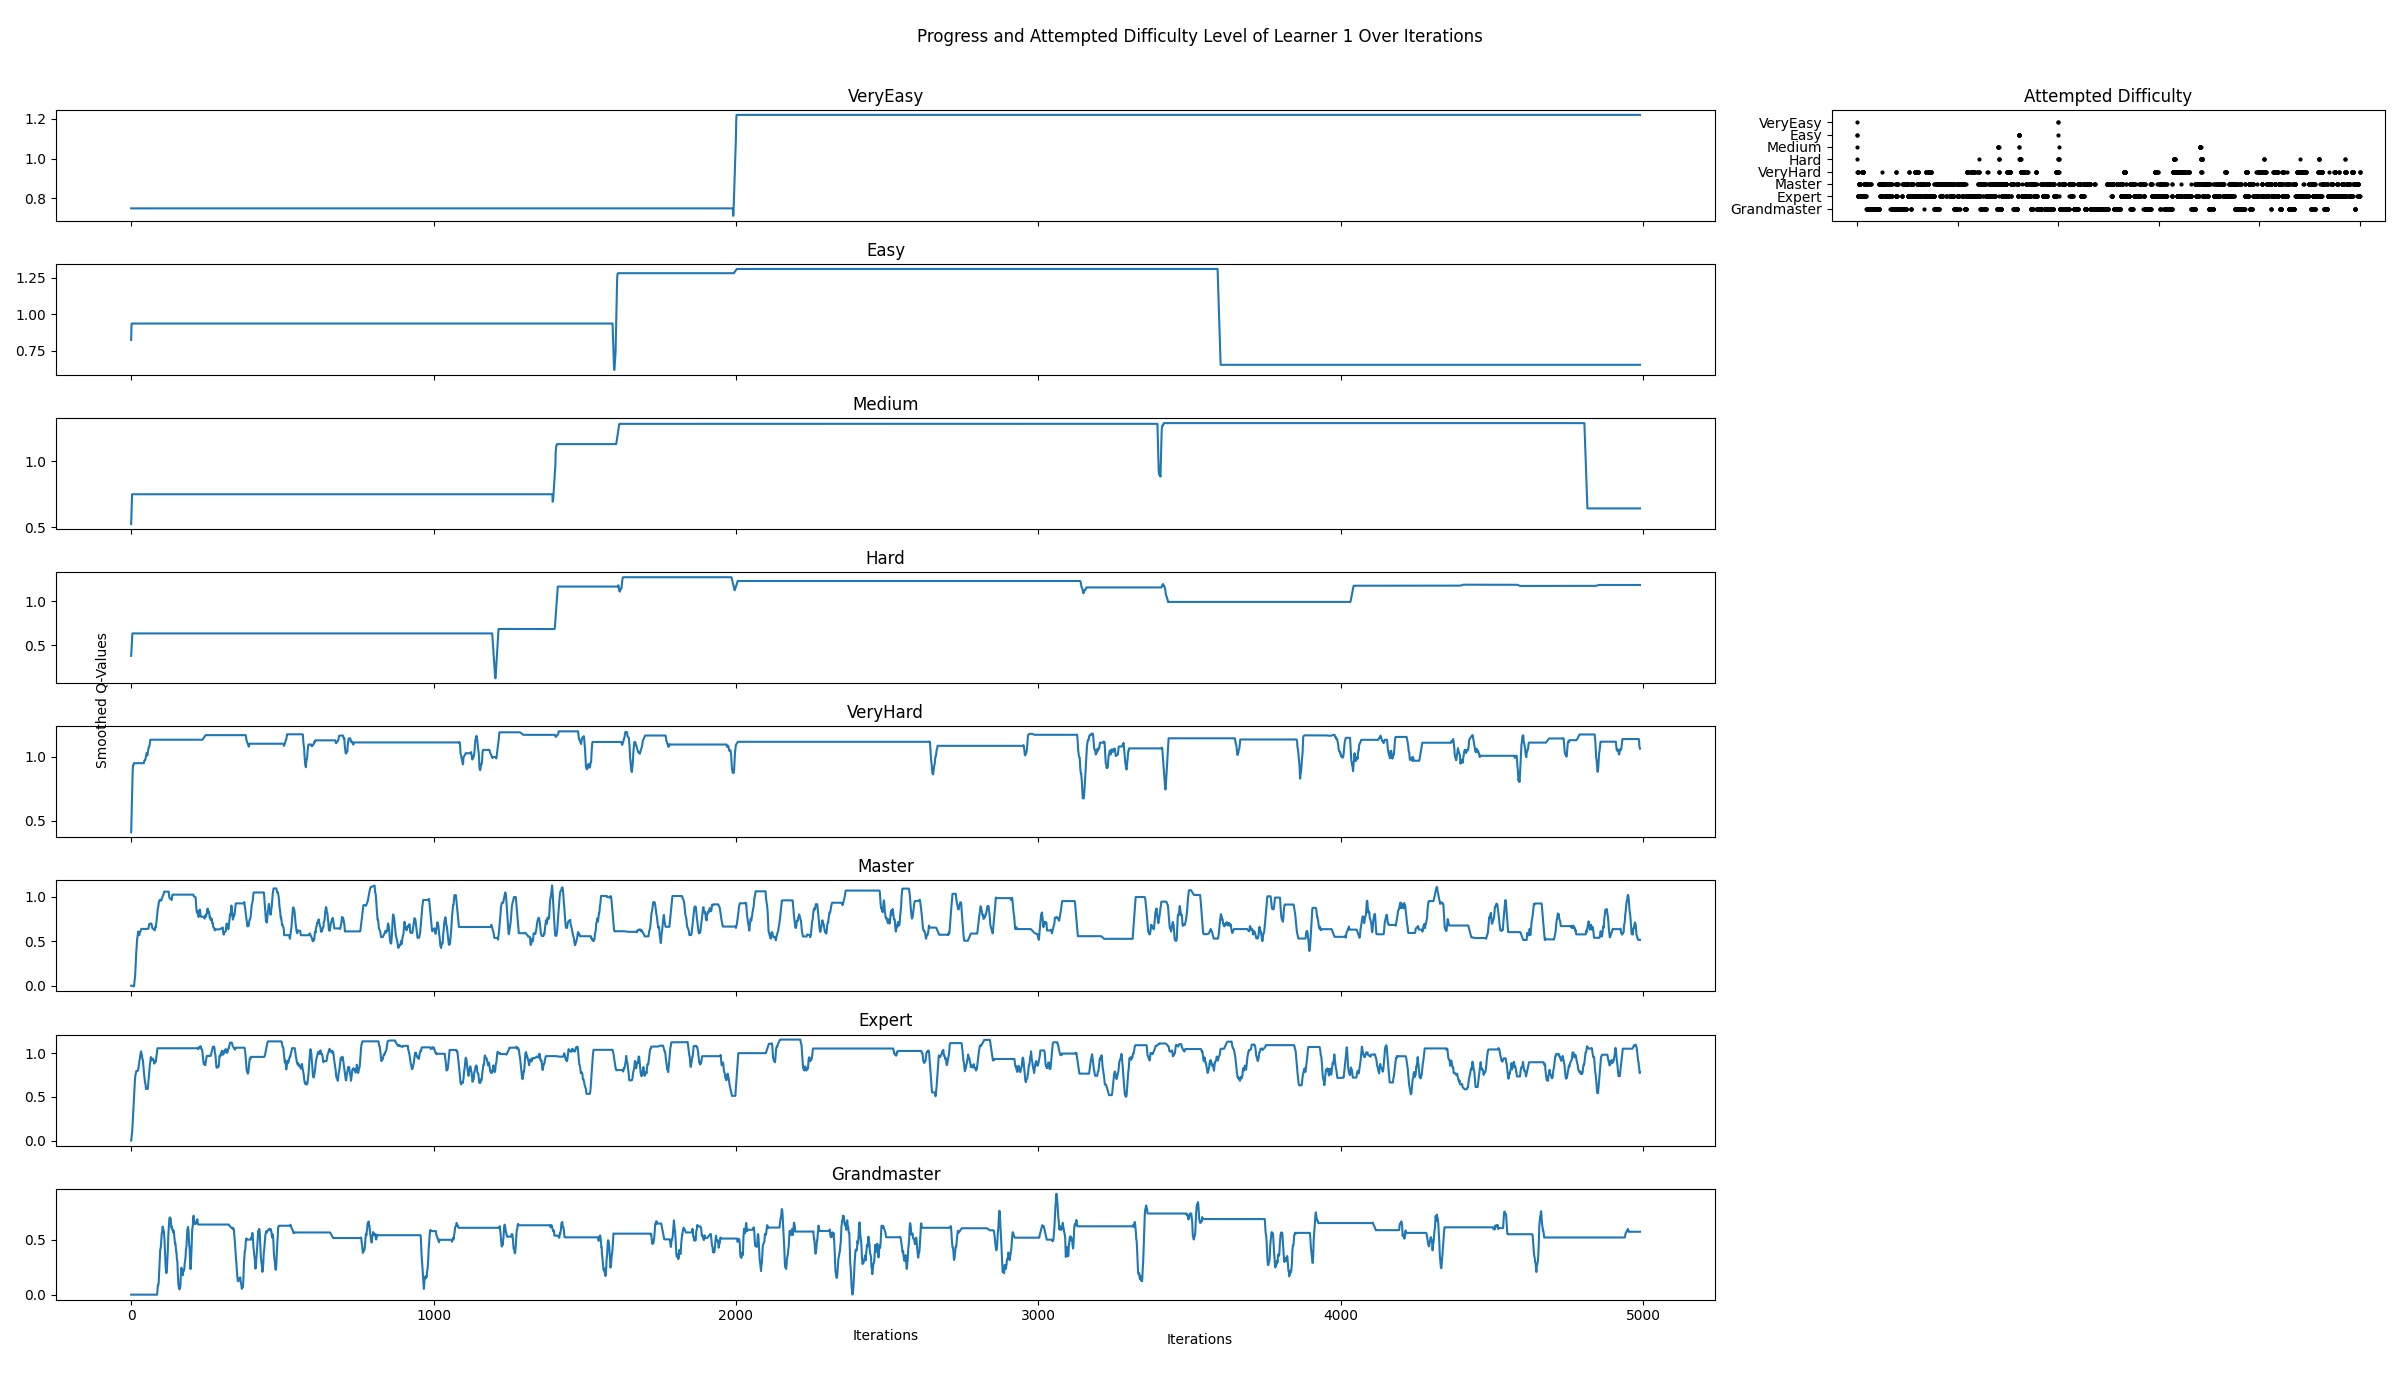 Progress and Attempted Difficulty Level of Learner 1 Over Iterations
VeryEasy
1.2
1.0
0.8
Attempted Difficulty
VeryEasy
Easy
Medium
Hard
VeryHard
Master
Expert
Grandmaster
Easy
1.25
1.00
0.75
Medium
1.0
0.5
Hard
1.0
0.5
Smoothed Q-Values
VeryHard
1.0
0.5
Master
1.0
0.5
0.0
Expert
1.0
0.5
0.0
Grandmaster
0.5
0.0
0 1000 2000 3000 4000 5000
Iterations
Iterations